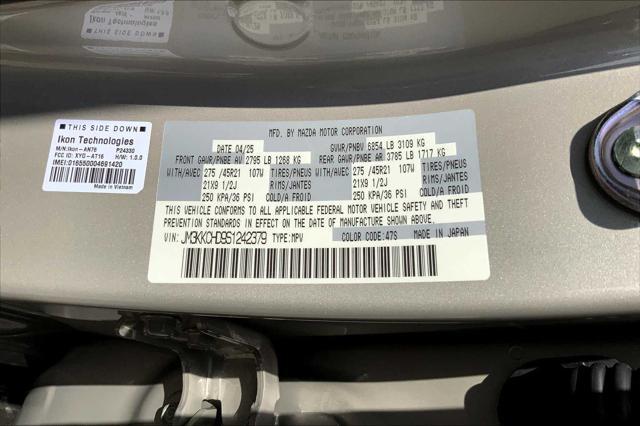 THIS SIDE DOWN
Ikon Technologies
M/N: Ikon-AN76 P24330
FCC ID: XYO-AT16 H/W: 1.0.0
IMEI:016550004691420
Made in Vietnam
MFD. BY MAZDA MOTOR CORPORATION
DATE 04/25 GVWR/PNBV 6854 LB 3109 KG
FRONT GAWR/PNBE AV 2795 LB 1268 KG REAR GAWR/PNBE AR 3785 LB 1717 KG
WITH/AVEC 275 /45R21 107W TIRES/PNEUS WITH/AVEC 275 /45R21 107W TIRES/PNEUS
21X9 1/2J RIMS/JANTES 21X9 1/2J RIMS/JANTES
250 KPA/36 PSI COLD/A FROID 250 KPA/36 PSI COLD/A FROID
THIS VEHICLE CONFORMS TO ALL APPLICABLE FEDERAL MOTOR VEHICLE SAFETY AND THEFT
PREVENTION STANDARDS IN EFFECT ON THE DATE OF MANUFACTURE SHOWN ABOVE.
VIN: JM3KKCHD9S1242379 TYPE: MPV COLOR CODE: 47S MADE IN JAPAN